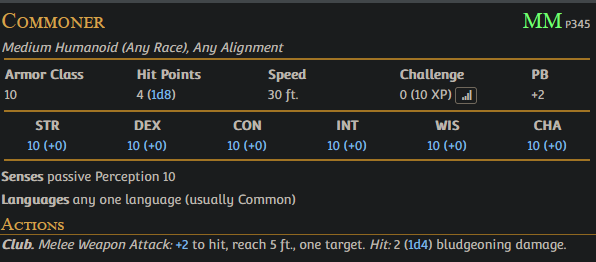 Commoner MM P345
Medium Humanoid (Any Race), Any Alignment
Armor Class Hit Points Speed Challenge PB
10 4 (1d8) 30 ft. 0 (10 XP) +2
STR DEX CON INT WIS CHA
10 (+0) 10 (+0) 10 (+0) 10 (+0) 10 (+0) 10 (+0)
Senses passive Perception 10
Languages any one language (usually Common)
Actions
Club. Melee Weapon Attack: +2 to hit, reach 5 ft., one target. Hit: 2 (1d4) bludgeoning damage.